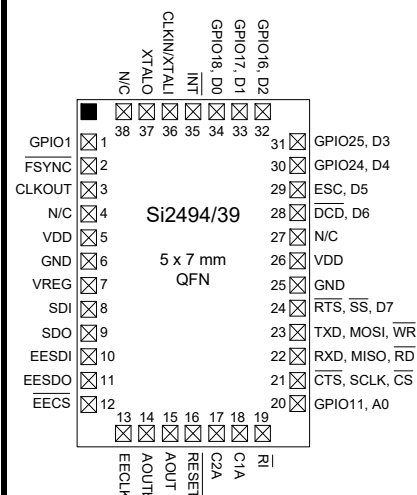 N/C
XTALO
CLKIN/XTALI
INT
GPIO18, D0
GPIO17, D1
GPIO16, D2
38 37 36 35 34 33 32
GPIO1 1
FSYNC 2
CLKOUT 3
N/C 4
VDD 5
GND 6
VREG 7
SDI 8
SDO 9
EESDI 10
EESDO 11
EECS 12
Si2494/39
5 x 7 mm
QFN
31 GPIO25, D3
30 GPIO24, D4
29 ESC, D5
28 DCD, D6
27 N/C
26 VDD
25 GND
24 RTS, SS, D7
23 TXD, MOSI, WR
22 RXD, MISO, RD
21 CTS, SCLK, CS
20 GPIO11, A0
13 14 15 16 17 18 19
EECLK
AOUT
RESET
C2A
C1A
RI